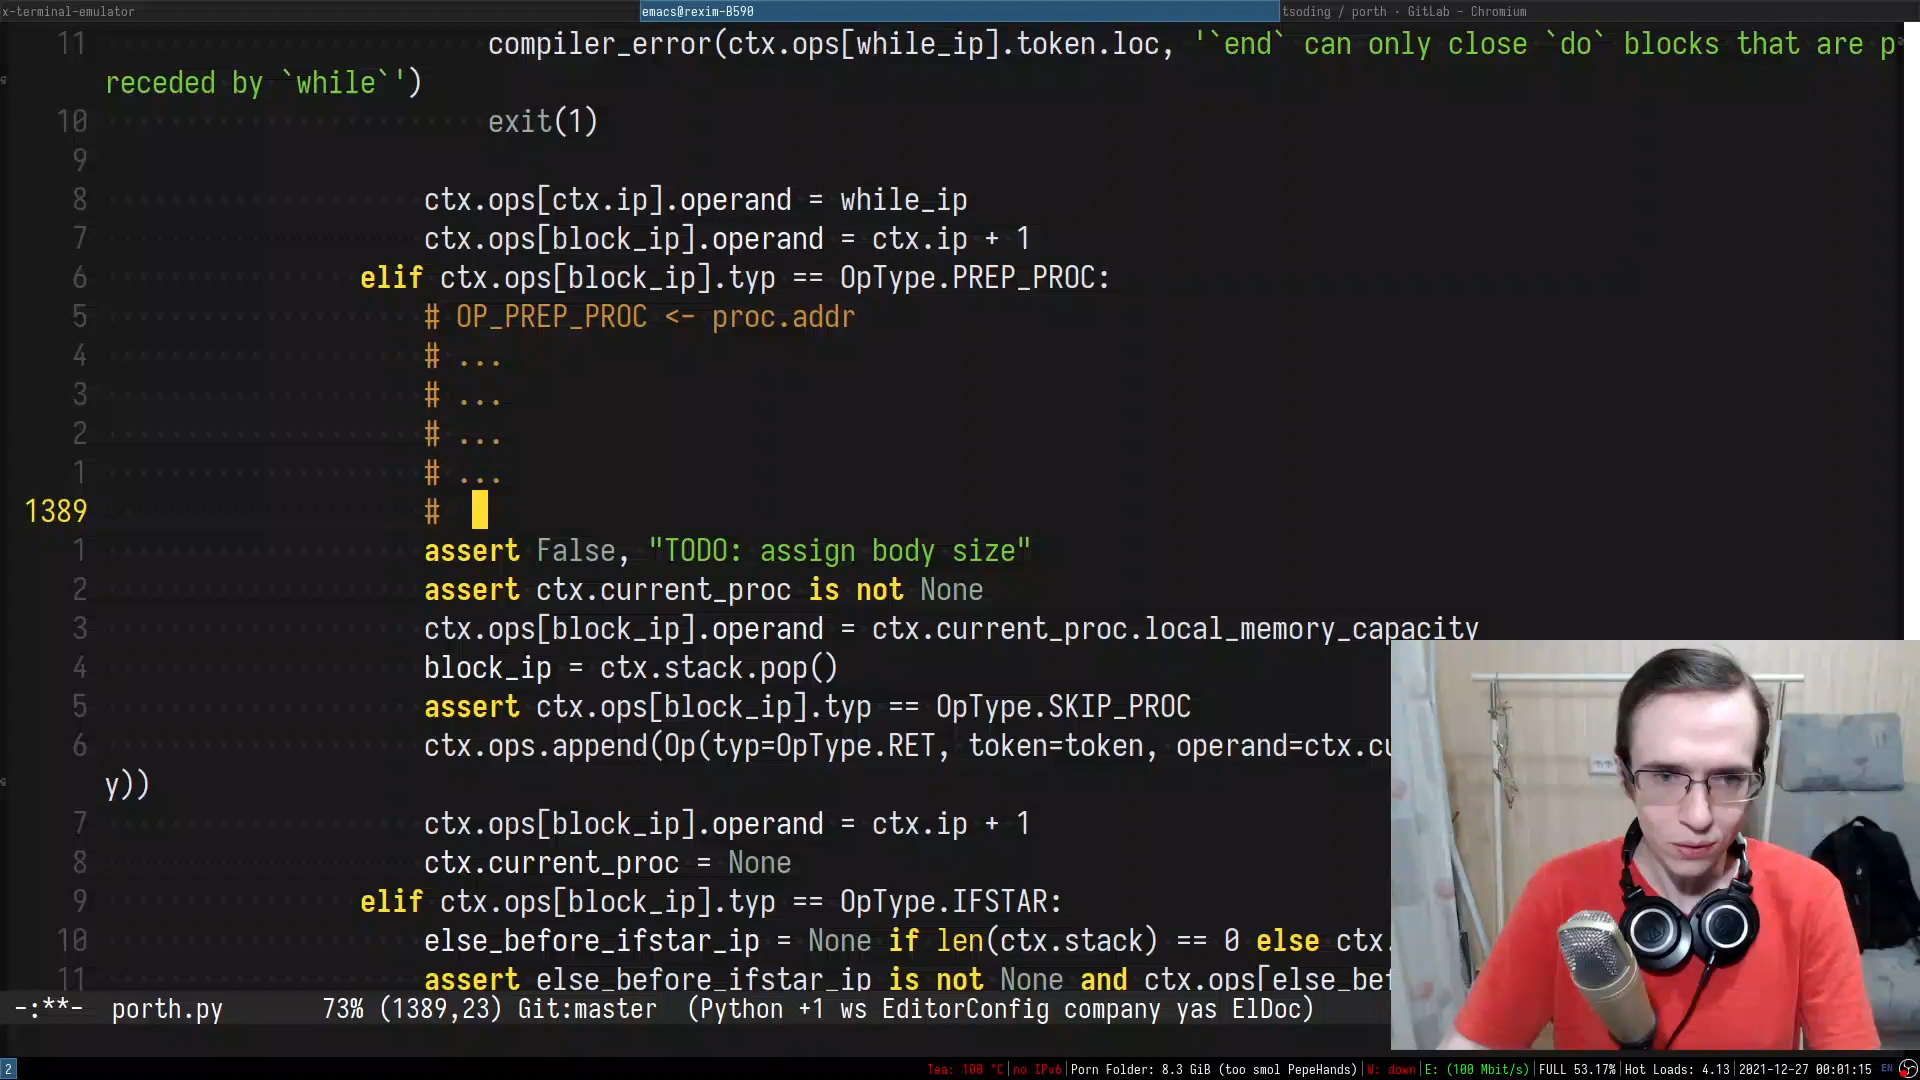 x-terminal-emulator emacs@rexim-B590 tsoding / porth · GitLab - Chromium
11 compiler_error(ctx.ops[while_ip].token.loc, '`end` can only close `do` blocks that are p
receded by `while`')
10 exit(1)
9
8 ctx.ops[ctx.ip].operand = while_ip
7 ctx.ops[block_ip].operand = ctx.ip + 1
6 elif ctx.ops[block_ip].typ == OpType.PREP_PROC:
5 # OP_PREP_PROC <- proc.addr
4 # ...
3 # ...
2 # ...
1 # ...
1389 #
1 assert False, "TODO: assign body size"
2 assert ctx.current_proc is not None
3 ctx.ops[block_ip].operand = ctx.current_proc.local_memory_capacity
4 block_ip = ctx.stack.pop()
5 assert ctx.ops[block_ip].typ == OpType.SKIP_PROC
6 ctx.ops.append(Op(typ=OpType.RET, token=token, operand=ctx.cu
y))
7 ctx.ops[block_ip].operand = ctx.ip + 1
8 ctx.current_proc = None
9 elif ctx.ops[block_ip].typ == OpType.IFSTAR:
10 else_before_ifstar_ip = None if len(ctx.stack) == 0 else ctx.
11 assert else_before_ifstar_ip is not None and ctx.ops[else_bef
-:**- porth.py 73% (1389,23) Git:master (Python +1 ws EditorConfig company yas ElDoc)
2 Tea: 100 °C|no IPv6|Porn Folder: 8.3 GiB (too smol PepeHands)|W: down|E: (100 Mbit/s)|FULL 53.17%|Hot Loads: 4.13|2021-12-27 00:01:15 EN